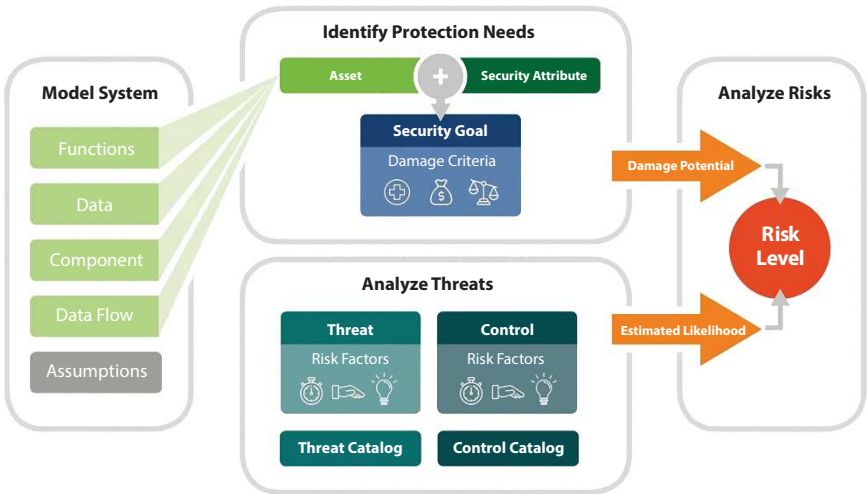 Model System
Functions
Data
Component
Data Flow
Assumptions
Identify Protection Needs
Asset
+
Security Attribute
Security Goal
Damage Criteria
$
Analyze Threats
Threat
Risk Factors
Control
Risk Factors
Threat Catalog
Control Catalog
Damage Potential
Estimated Likelihood
Analyze Risks
Risk
Level